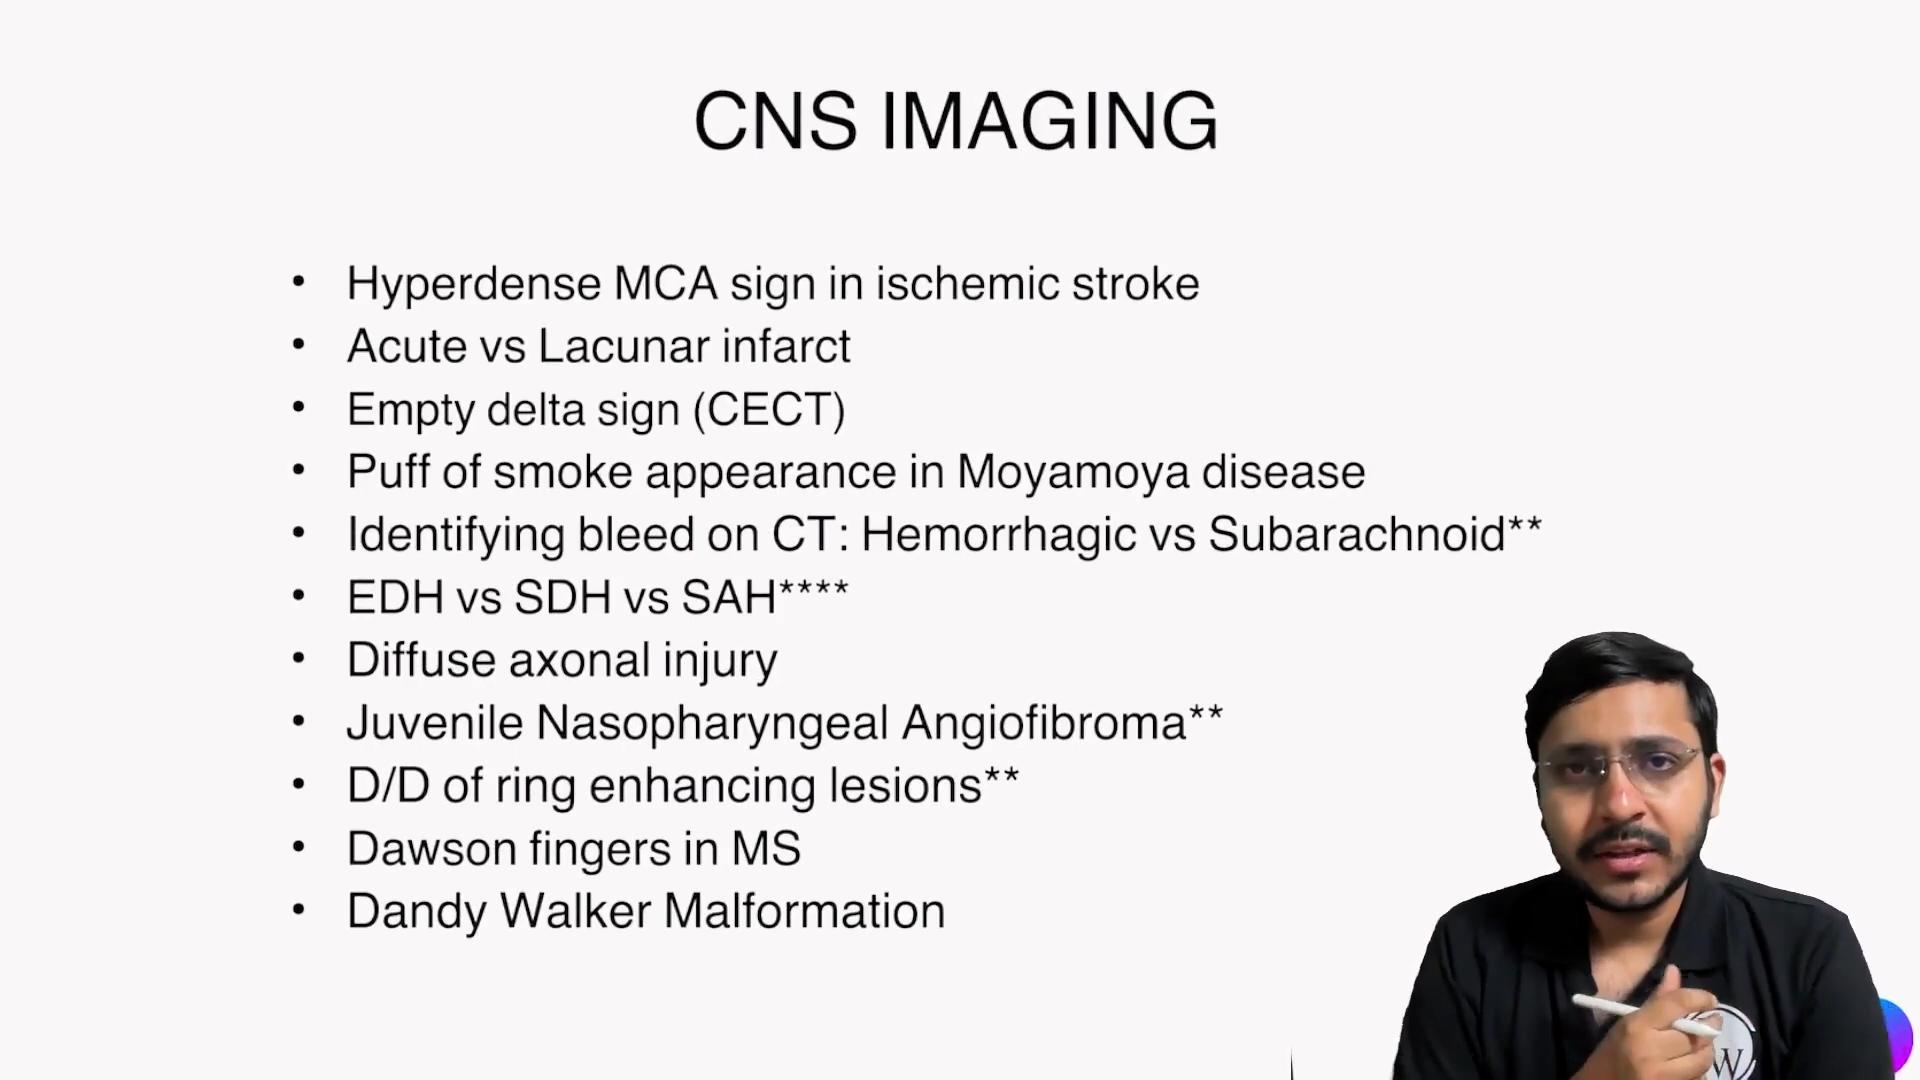 CNS IMAGING
• Hyperdense MCA sign in ischemic stroke
• Acute vs Lacunar infarct
• Empty delta sign (CECT)
• Puff of smoke appearance in Moyamoya disease
• Identifying bleed on CT: Hemorrhagic vs Subarachnoid**
• EDH vs SDH vs SAH****
• Diffuse axonal injury
• Juvenile Nasopharyngeal Angiofibroma**
• D/D of ring enhancing lesions**
• Dawson fingers in MS
• Dandy Walker Malformation
W